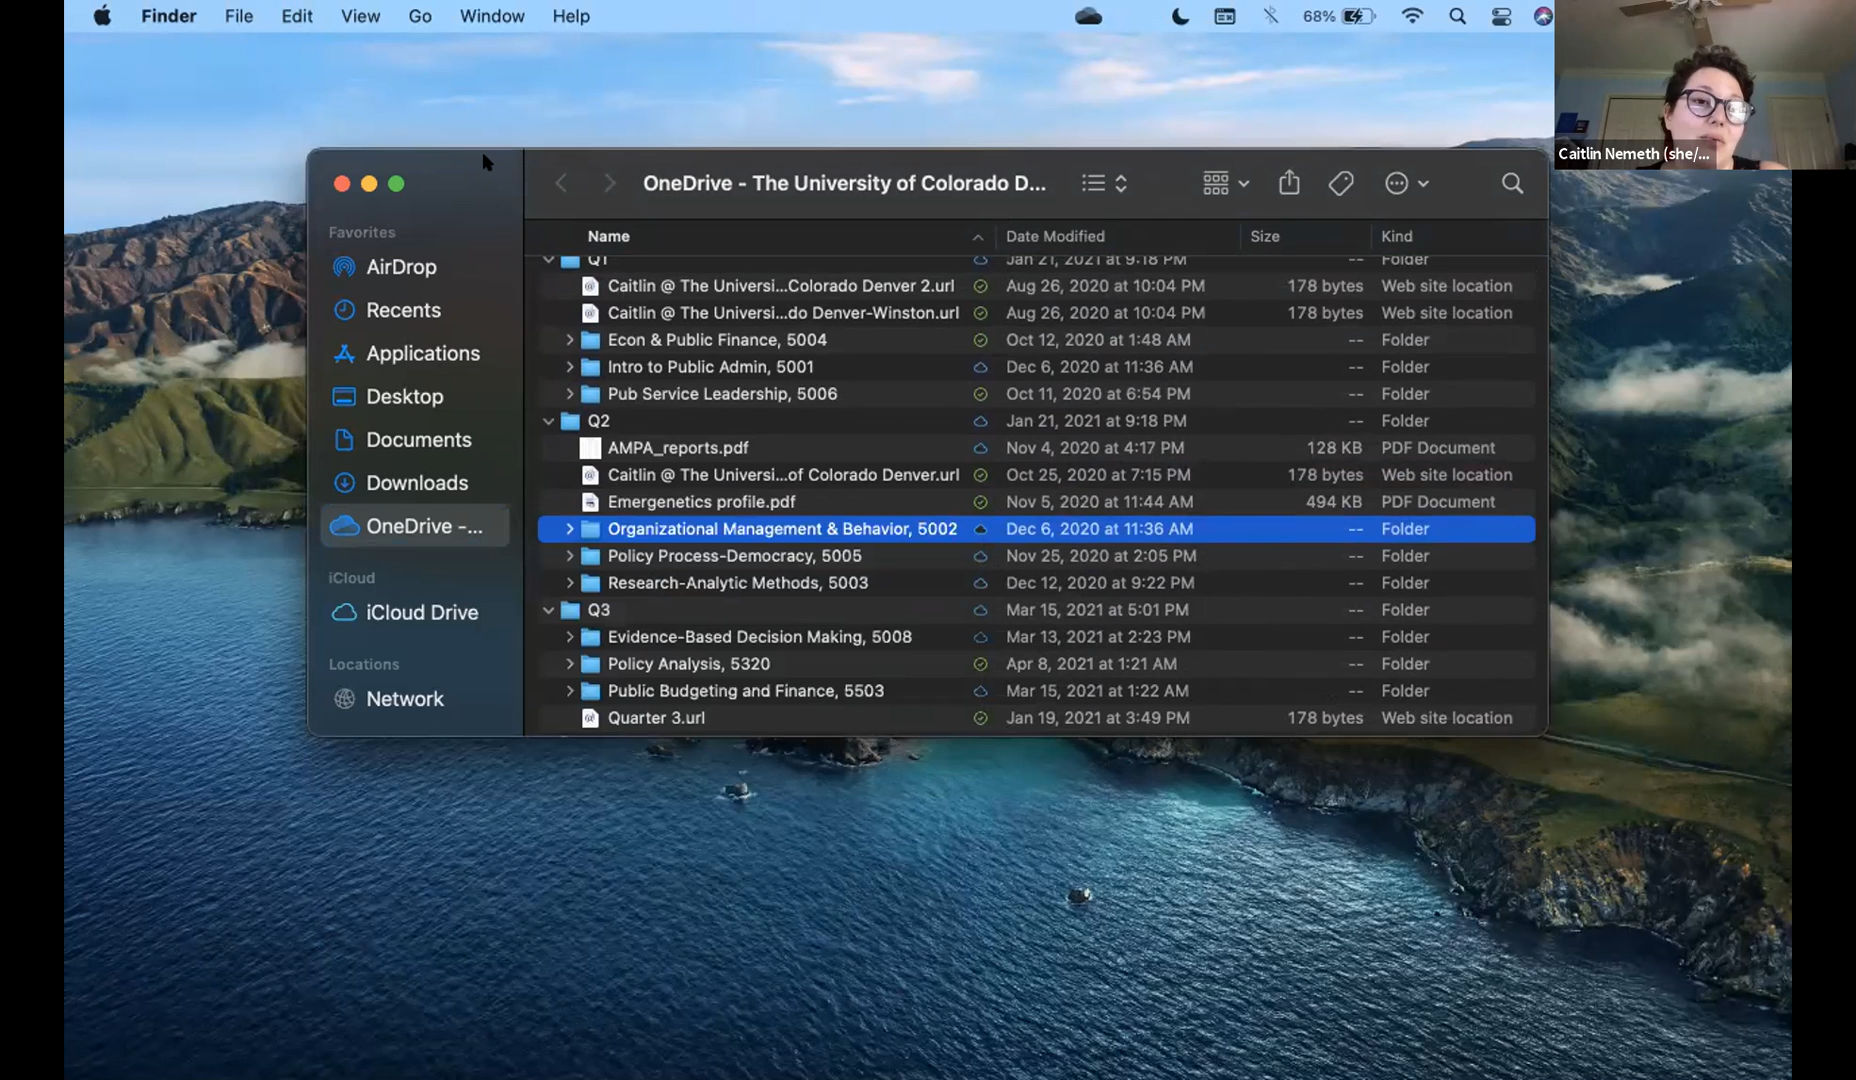 Finder File Edit View Go Window Help 68%
Caitlin Nemeth (she/...
OneDrive - The University of Colorado D...
Favorites
AirDrop
Recents
Applications
Desktop
Documents
Downloads
OneDrive -...
iCloud
iCloud Drive
Locations
Network
Name Date Modified Size Kind
Q1 Jan 21, 2021 at 9:18 PM -- Folder
Caitlin @ The Universi...Colorado Denver 2.url Aug 26, 2020 at 10:04 PM 178 bytes Web site location
Caitlin @ The Universi...do Denver-Winston.url Aug 26, 2020 at 10:04 PM 178 bytes Web site location
Econ & Public Finance, 5004 Oct 12, 2020 at 1:48 AM -- Folder
Intro to Public Admin, 5001 Dec 6, 2020 at 11:36 AM -- Folder
Pub Service Leadership, 5006 Oct 11, 2020 at 6:54 PM -- Folder
Q2 Jan 21, 2021 at 9:18 PM -- Folder
AMPA_reports.pdf Nov 4, 2020 at 4:17 PM 128 KB PDF Document
Caitlin @ The Universi...of Colorado Denver.url Oct 25, 2020 at 7:15 PM 178 bytes Web site location
Emergenetics profile.pdf Nov 5, 2020 at 11:44 AM 494 KB PDF Document
Organizational Management & Behavior, 5002 Dec 6, 2020 at 11:36 AM -- Folder
Policy Process-Democracy, 5005 Nov 25, 2020 at 2:05 PM -- Folder
Research-Analytic Methods, 5003 Dec 12, 2020 at 9:22 PM -- Folder
Q3 Mar 15, 2021 at 5:01 PM -- Folder
Evidence-Based Decision Making, 5008 Mar 13, 2021 at 2:23 PM -- Folder
Policy Analysis, 5320 Apr 8, 2021 at 1:21 AM -- Folder
Public Budgeting and Finance, 5503 Mar 15, 2021 at 1:22 AM -- Folder
Quarter 3.url Jan 19, 2021 at 3:49 PM 178 bytes Web site location